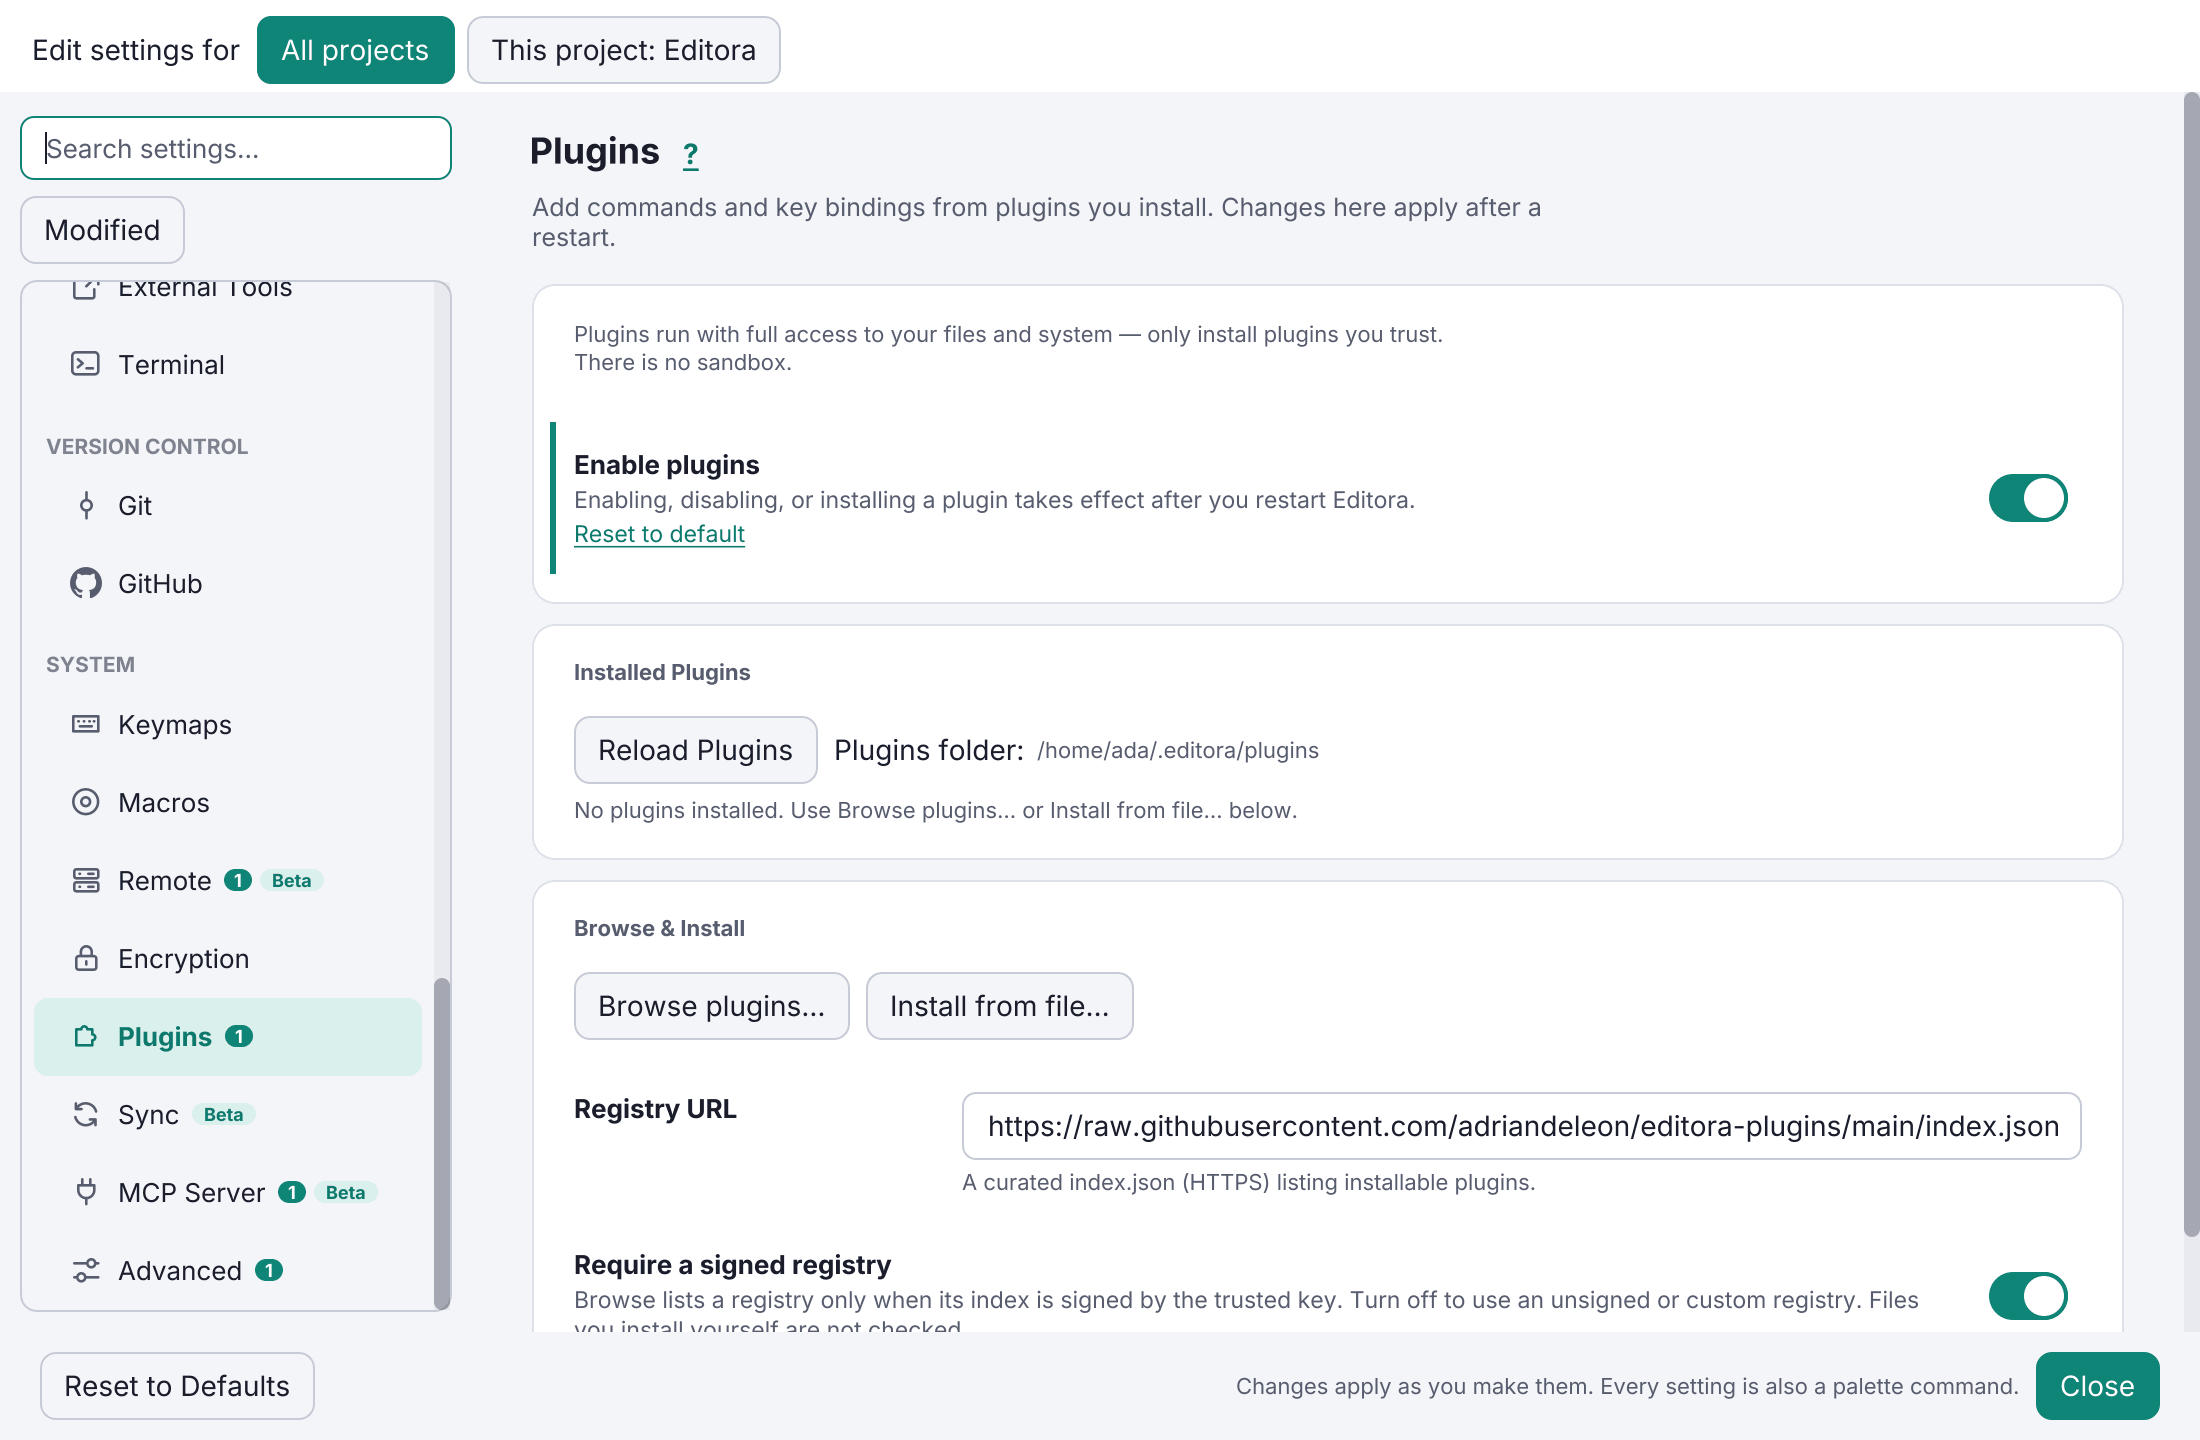 Edit settings for All projects This project: Editora
Search settings...
Modified
External Tools
Terminal
VERSION CONTROL
Git
GitHub
SYSTEM
Keymaps
Macros
Remote 1 Beta
Encryption
Plugins 1
Sync Beta
MCP Server 1 Beta
Advanced 1
Plugins ?
Add commands and key bindings from plugins you install. Changes here apply after a
restart.
Plugins run with full access to your files and system — only install plugins you trust.
There is no sandbox.
Enable plugins
Enabling, disabling, or installing a plugin takes effect after you restart Editora.
Reset to default
Installed Plugins
Reload Plugins Plugins folder: /home/ada/.editora/plugins
No plugins installed. Use Browse plugins... or Install from file... below.
Browse & Install
Browse plugins... Install from file...
Registry URL https://raw.githubusercontent.com/adriandeleon/editora-plugins/main/index.json
A curated index.json (HTTPS) listing installable plugins.
Require a signed registry
Browse lists a registry only when its index is signed by the trusted key. Turn off to use an unsigned or custom registry. Files
you install yourself are not checked.
Reset to Defaults
Changes apply as you make them. Every setting is also a palette command. Close